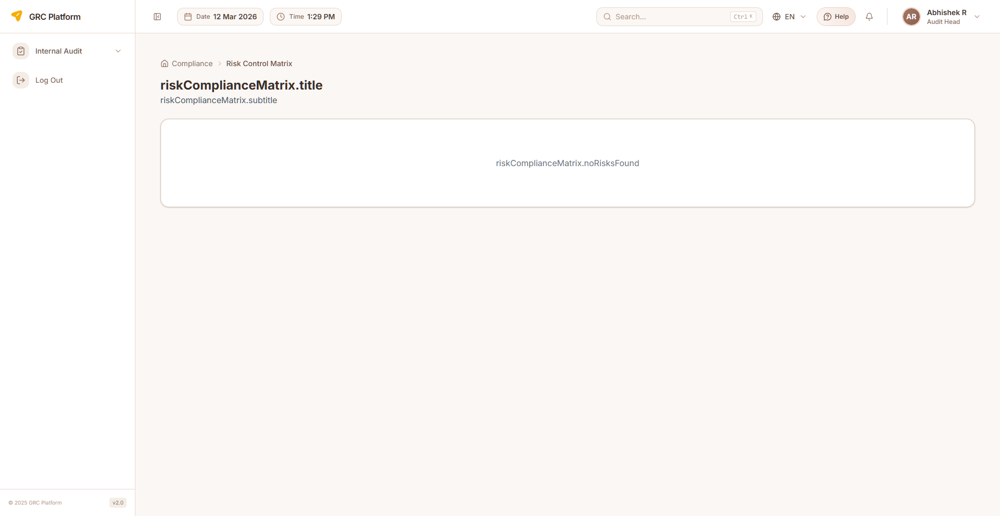 GRC Platform
Date 12 Mar 2026
Time 1:29 PM
Search...
Ctrl K
EN
Help
AR
Abhishek R
Audit Head
Internal Audit
Log Out
Compliance
Risk Control Matrix
riskComplianceMatrix.title
riskComplianceMatrix.subtitle
riskComplianceMatrix.noRisksFound
© 2025 GRC Platform
v2.0